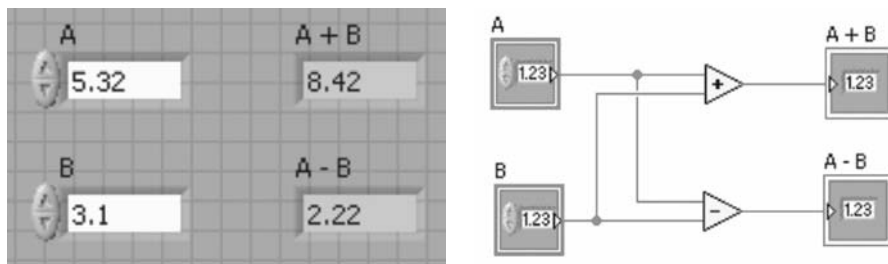 A
A + B
5.32
8.42
B
A - B
3.1
2.22
A
A + B
1.23
+
1.23
B
A - B
1.23
-
1.23